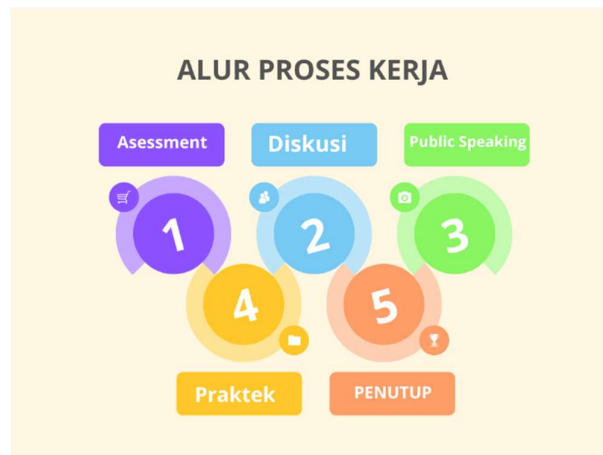 ALUR PROSES KERJA
Asessment
Diskusi
Public Speaking
1
2
3
4
5
Praktek
PENUTUP